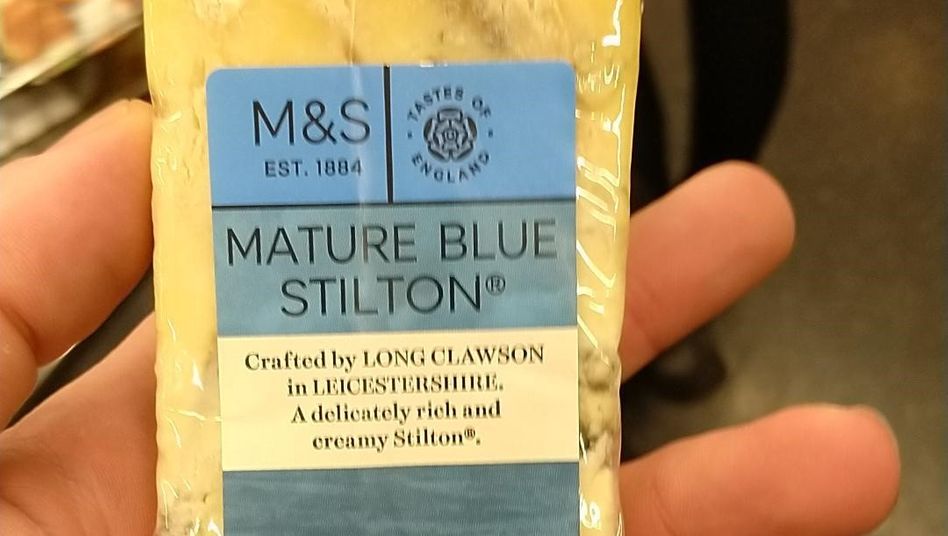 M&S
EST. 1884
TASTES OF
ENGLAND
MATURE BLUE
STILTON®
Crafted by LONG CLAWSON
in LEICESTERSHIRE.
A delicately rich and
creamy Stilton®.